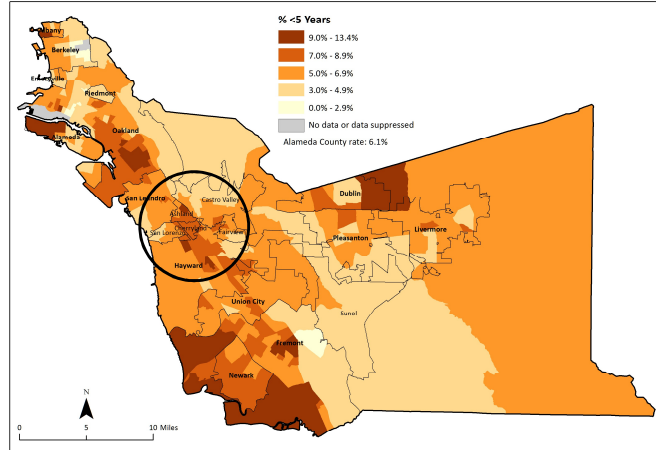 % <5 Years
9.0% - 13.4%
7.0% - 8.9%
5.0% - 6.9%
3.0% - 4.9%
0.0% - 2.9%
No data or data suppressed
Alameda County rate: 6.1%
Albany
Berkeley
Emeryville
Piedmont
Oakland
Alameda
San Leandro
Castro Valley
Ashland
Cherryland
San Lorenzo
Fairview
Hayward
Dublin
Pleasanton
Livermore
Union City
Sunol
Fremont
Newark
N
0 5 10 Miles